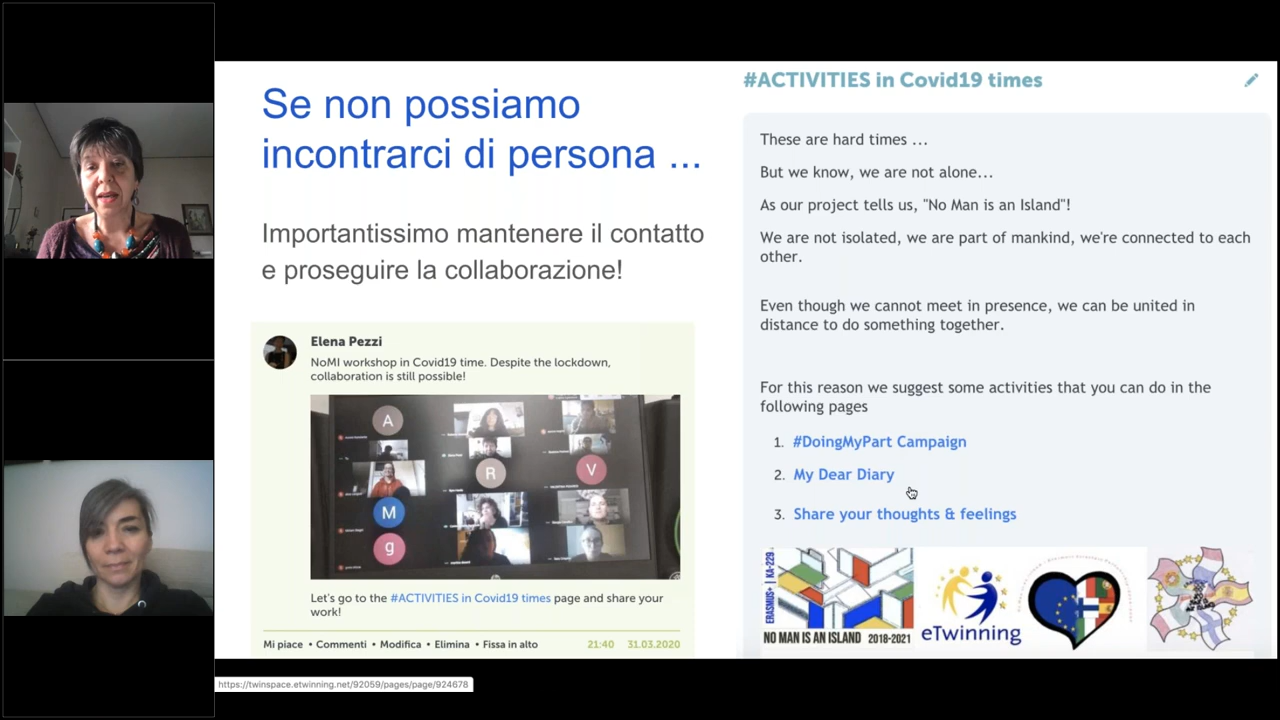 Se non possiamo
incontrarci di persona ...
Importantissimo mantenere il contatto
e proseguire la collaborazione!
Elena Pezzi
NoMI workshop in Covid19 time. Despite the lockdown,
collaboration is still possible!
A
R
V
M
g
Let's go to the #ACTIVITIES in Covid19 times page and share your
work!
Mi piace • Commenti • Modifica • Elimina • Fissa in alto 21:40 31.03.2020
#ACTIVITIES in Covid19 times
These are hard times ...
But we know, we are not alone...
As our project tells us, "No Man is an Island"!
We are not isolated, we are part of mankind, we're connected to each
other.
Even though we cannot meet in presence, we can be united in
distance to do something together.
For this reason we suggest some activities that you can do in the
following pages
1. #DoingMyPart Campaign
2. My Dear Diary
3. Share your thoughts & feelings
ERASMUS+ | KA-229
NO MAN IS AN ISLAND 2018-2021
eTwinning
https://twinspace.etwinning.net/92059/pages/page/924678